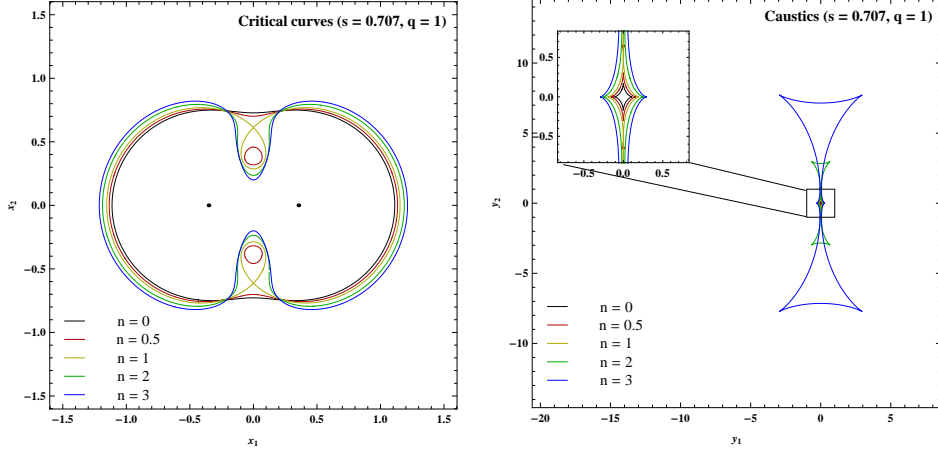 Critical curves (s = 0.707, q = 1)
1.5
1.0
0.5
0.0
−0.5
−1.0
−1.5
x2
n = 0
n = 0.5
n = 1
n = 2
n = 3
−1.5 −1.0 −0.5 0.0 0.5 1.0 1.5
x1
Caustics (s = 0.707, q = 1)
10
5
0
−5
−10
y2
0.5
0.0
−0.5
−0.5 0.0 0.5
n = 0
n = 0.5
n = 1
n = 2
n = 3
−20 −15 −10 −5 0 5
y1